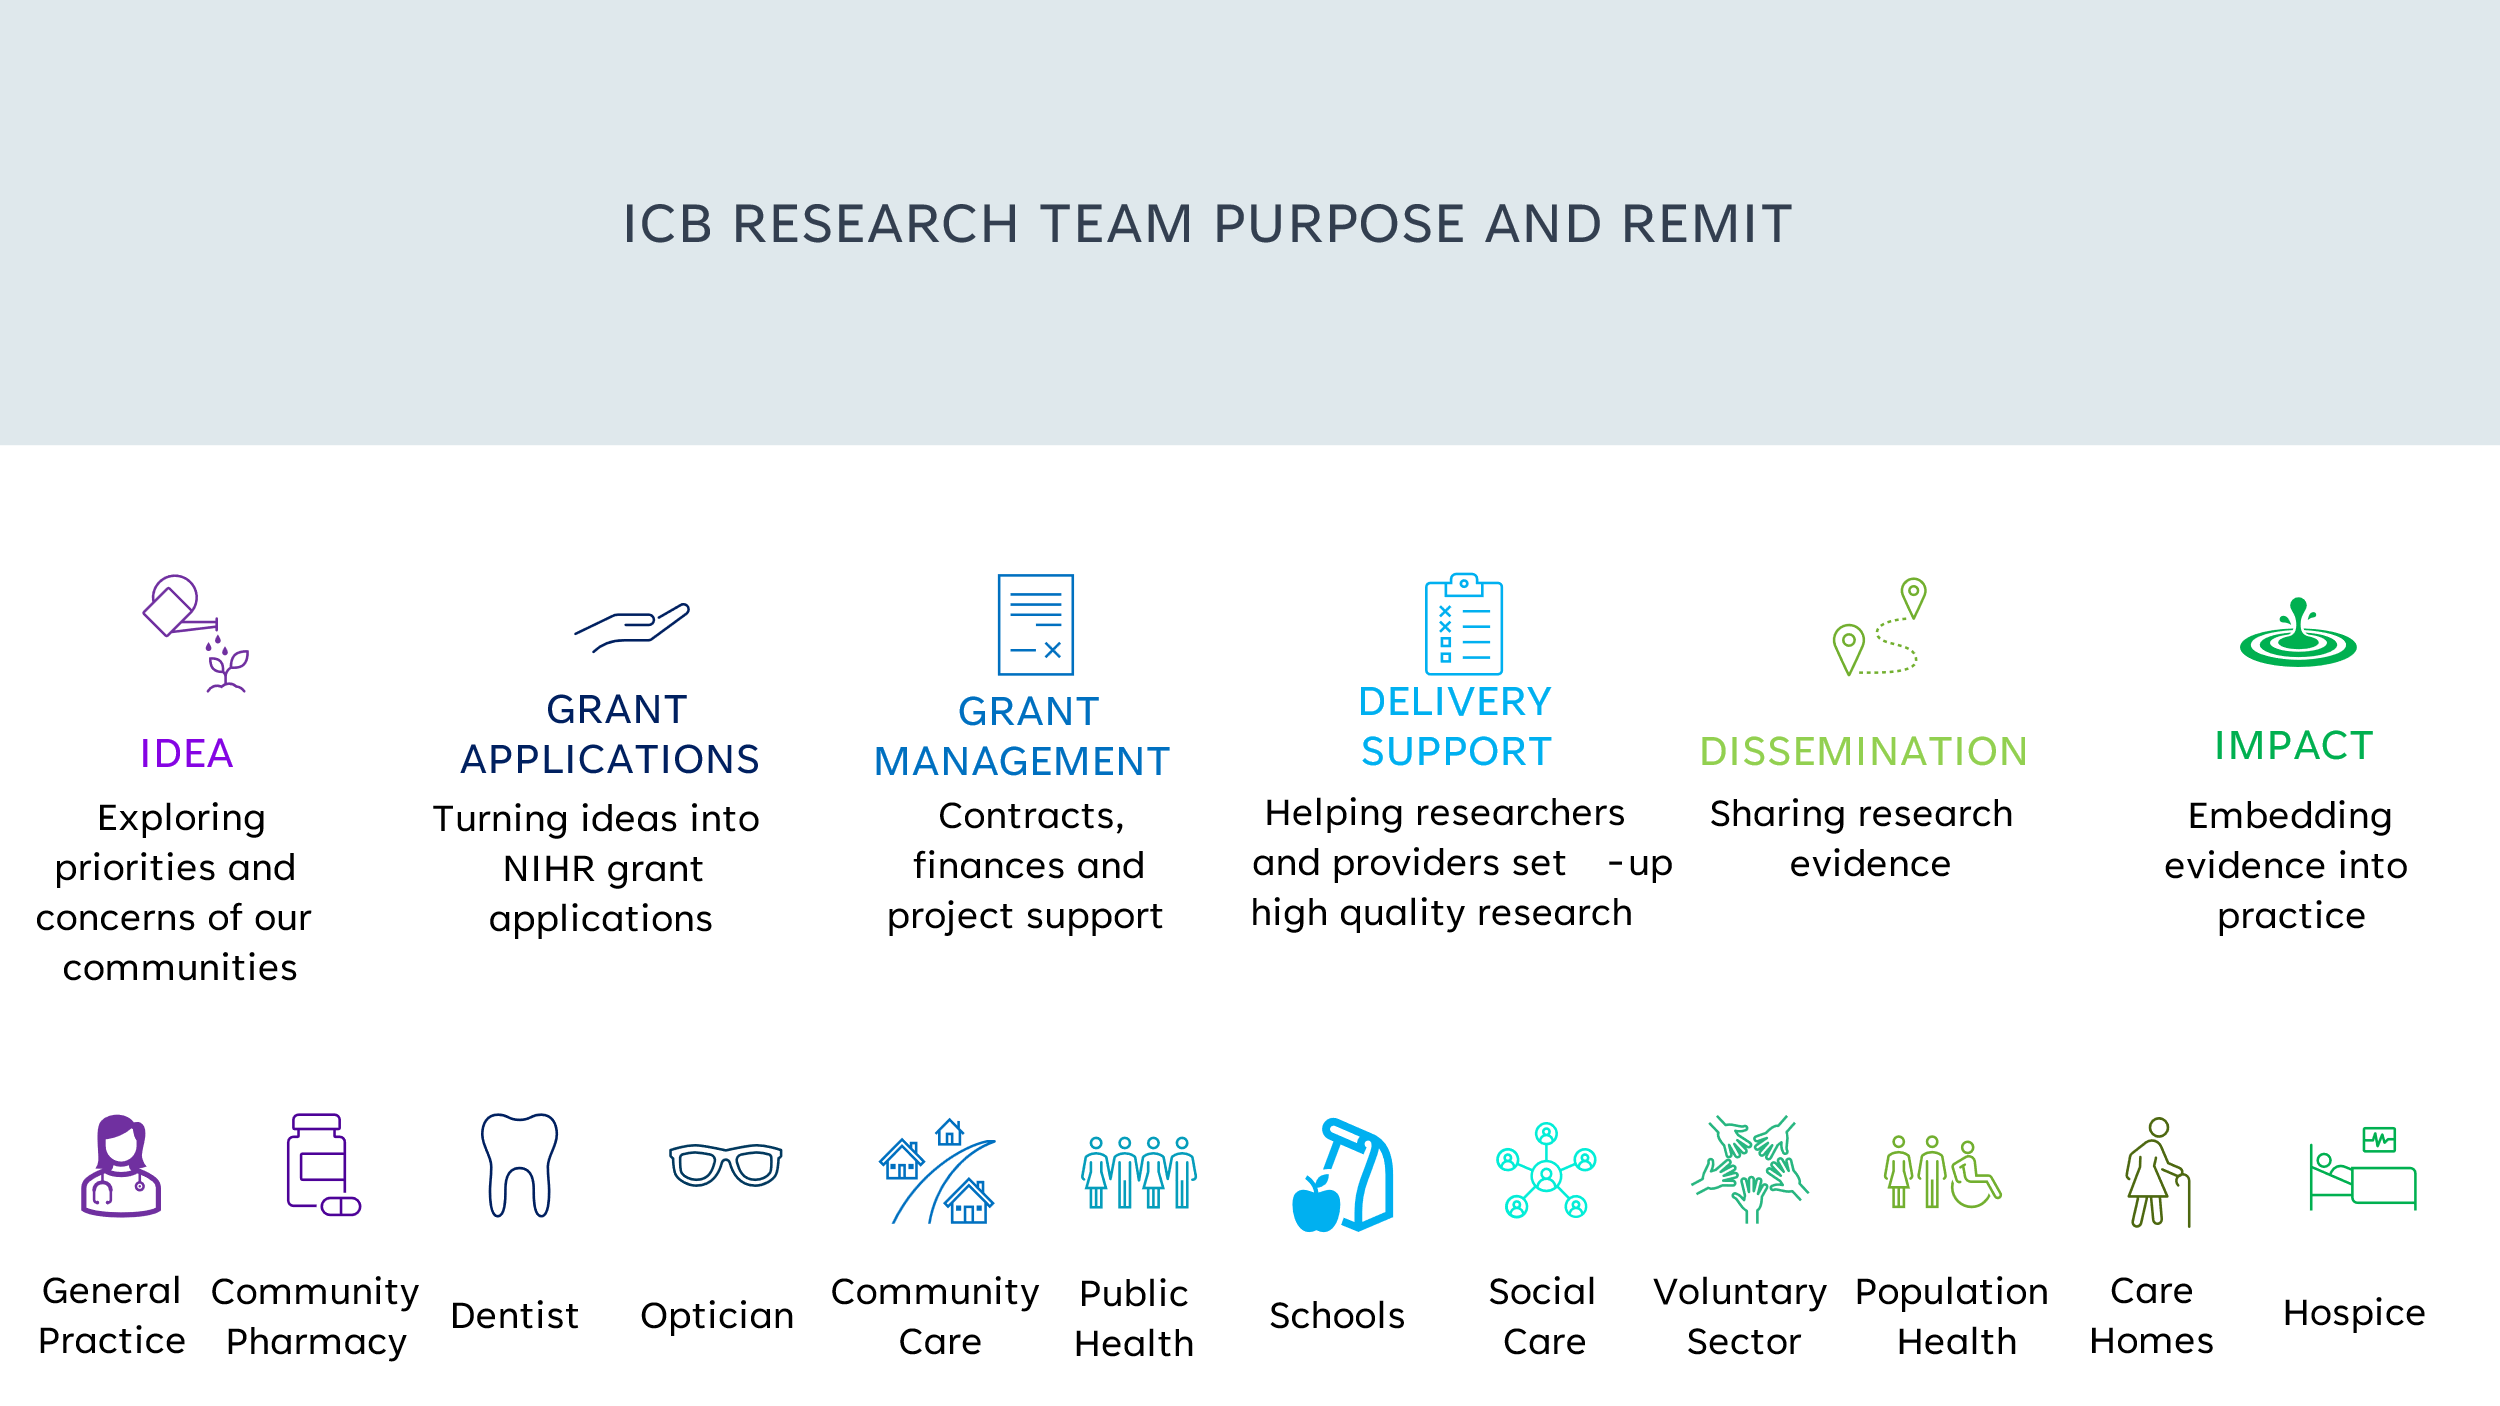 ICB RESEARCH TEAM PURPOSE AND REMIT
IDEA
Exploring
priorities and
concerns of our
communities
GRANT
APPLICATIONS
Turning ideas into
NIHR grant
applications
GRANT
MANAGEMENT
Contracts,
finances and
project support
DELIVERY
SUPPORT
Helping researchers
and providers set -up
high quality research
DISSEMINATION
Sharing research
evidence
IMPACT
Embedding
evidence into
practice
General
Practice
Community
Pharmacy
Dentist
Optician
Community
Care
Public
Health
Schools
Social
Care
Voluntary
Sector
Population
Health
Care
Homes
Hospice